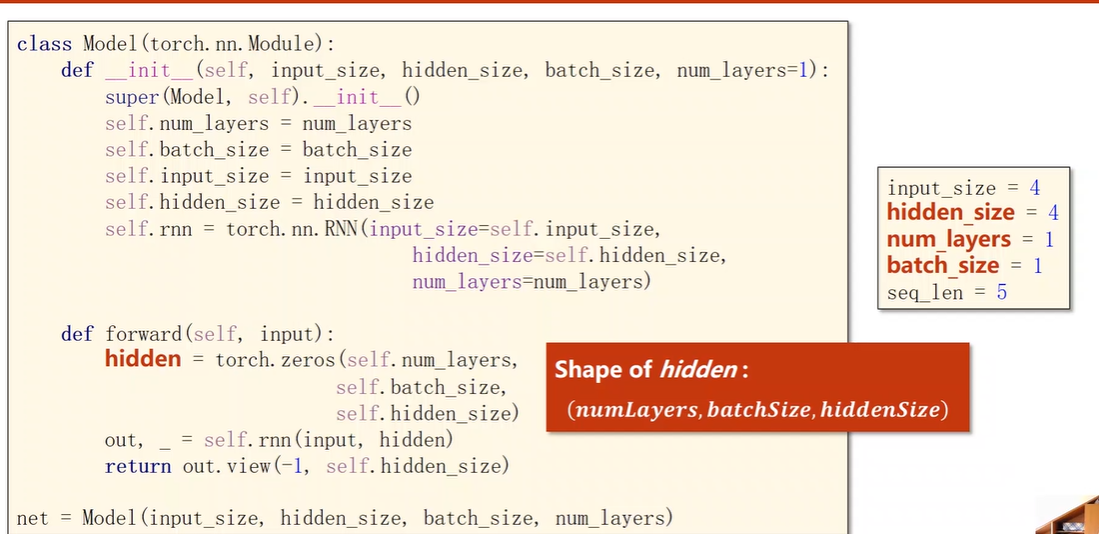 class Model(torch.nn.Module):
    def __init__(self, input_size, hidden_size, batch_size, num_layers=1):
        super(Model, self).__init__()
        self.num_layers = num_layers
        self.batch_size = batch_size
        self.input_size = input_size
        self.hidden_size = hidden_size
        self.rnn = torch.nn.RNN(input_size=self.input_size,
                                hidden_size=self.hidden_size,
                                num_layers=num_layers)
    def forward(self, input):
        hidden = torch.zeros(self.num_layers,
                             self.batch_size,
                             self.hidden_size)
        out, _ = self.rnn(input, hidden)
        return out.view(-1, self.hidden_size)
net = Model(input_size, hidden_size, batch_size, num_layers)
input_size = 4
hidden_size = 4
num_layers = 1
batch_size = 1
seq_len = 5
Shape of hidden:
(numLayers, batchSize, hiddenSize)